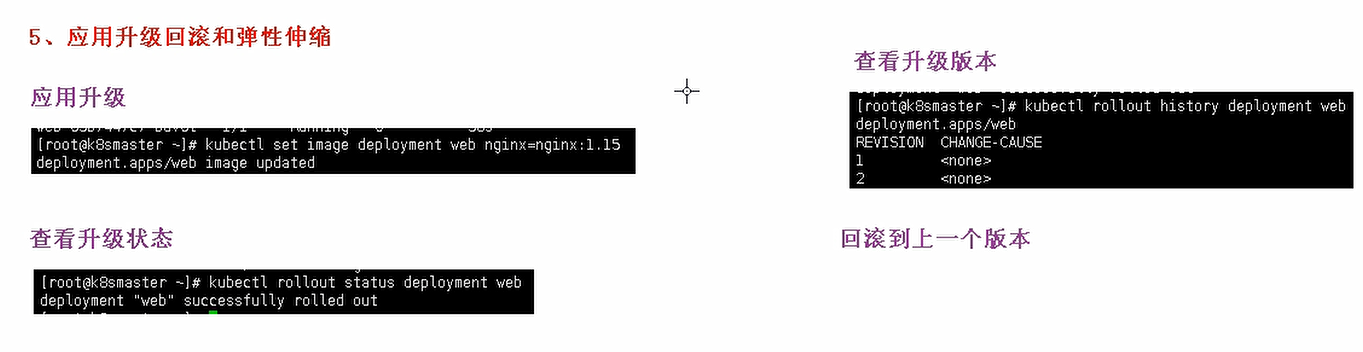 5、应用升级回滚和弹性伸缩
应用升级
[root@k8smaster ~]# kubectl set image deployment web nginx=nginx:1.15
deployment.apps/web image updated
查看升级状态
[root@k8smaster ~]# kubectl rollout status deployment web
deployment "web" successfully rolled out
查看升级版本
[root@k8smaster ~]# kubectl rollout history deployment web
deployment.apps/web
REVISION CHANGE-CAUSE
1 <none>
2 <none>
回滚到上一个版本